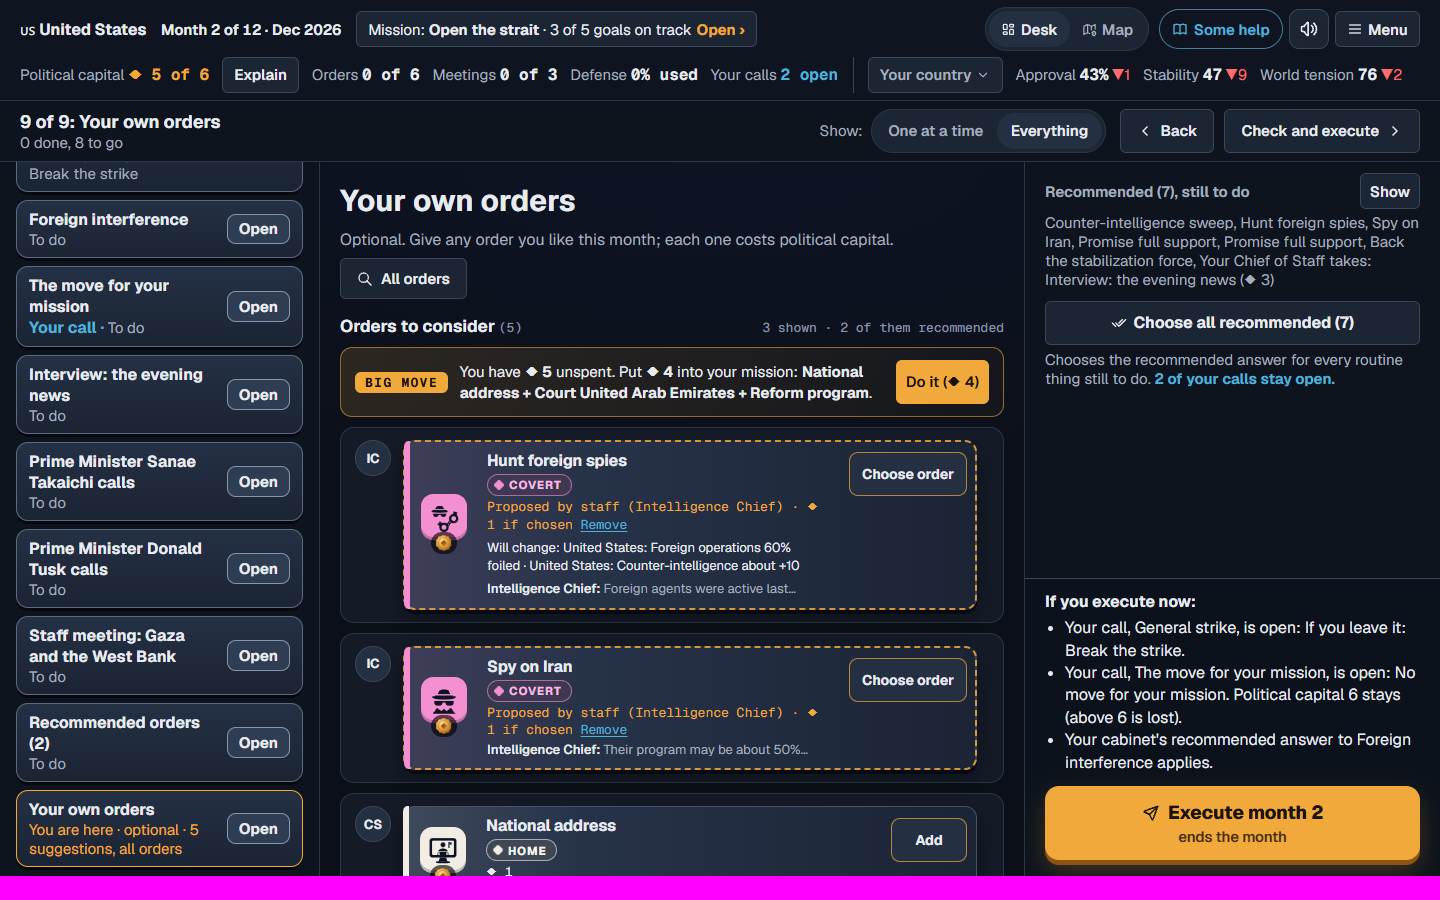 US United States Month 2 of 12 · Dec 2026 Mission: Open the strait · 3 of 5 goals on track Open › Desk Map Some help Menu
Political capital ◆ 5 of 6 Explain Orders 0 of 6 Meetings 0 of 3 Defense 0% used Your calls 2 open Your country Approval 43% ▼1 Stability 47 ▼9 World tension 76 ▼2
9 of 9: Your own orders
0 done, 8 to go
Show: One at a time Everything Back Check and execute
Break the strike
Foreign interference
To do
Open
The move for your
mission
Your call · To do
Open
Interview: the evening
news
To do
Open
Prime Minister Sanae
Takaichi calls
To do
Open
Prime Minister Donald
Tusk calls
To do
Open
Staff meeting: Gaza
and the West Bank
To do
Open
Recommended orders
(2)
To do
Open
Your own orders
You are here · optional · 5
suggestions, all orders
Open
Your own orders
Optional. Give any order you like this month; each one costs political capital.
All orders
Orders to consider (5)
3 shown · 2 of them recommended
BIG MOVE
You have ◆ 5 unspent. Put ◆ 4 into your mission: National
address + Court United Arab Emirates + Reform program.
Do it (◆ 4)
IC
Hunt foreign spies
COVERT
Proposed by staff (Intelligence Chief) · ◆
1 if chosen Remove
Will change: United States: Foreign operations 60%
foiled · United States: Counter-intelligence about +10
Intelligence Chief: Foreign agents were active last…
Choose order
IC
Spy on Iran
COVERT
Proposed by staff (Intelligence Chief) · ◆
1 if chosen Remove
Intelligence Chief: Their program may be about 50%…
Choose order
CS
National address
HOME
◆ 1
Add
Recommended (7), still to do
Show
Counter-intelligence sweep, Hunt foreign spies, Spy on
Iran, Promise full support, Promise full support, Back
the stabilization force, Your Chief of Staff takes:
Interview: the evening news (◆ 3)
Choose all recommended (7)
Chooses the recommended answer for every routine
thing still to do. 2 of your calls stay open.
If you execute now:
• Your call, General strike, is open: If you leave it:
Break the strike.
• Your call, The move for your mission, is open: No
move for your mission. Political capital 6 stays
(above 6 is lost).
• Your cabinet's recommended answer to Foreign
interference applies.
Execute month 2
ends the month